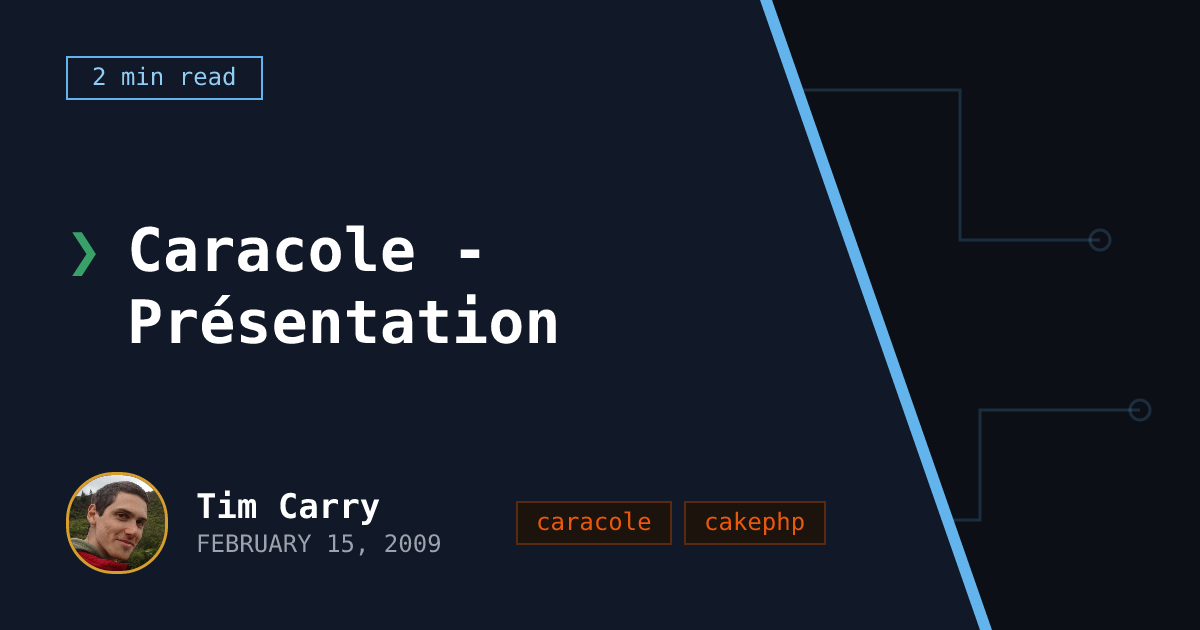 2 min read
❯ Caracole -
Présentation
Tim Carry
FEBRUARY 15, 2009
caracole
cakephp